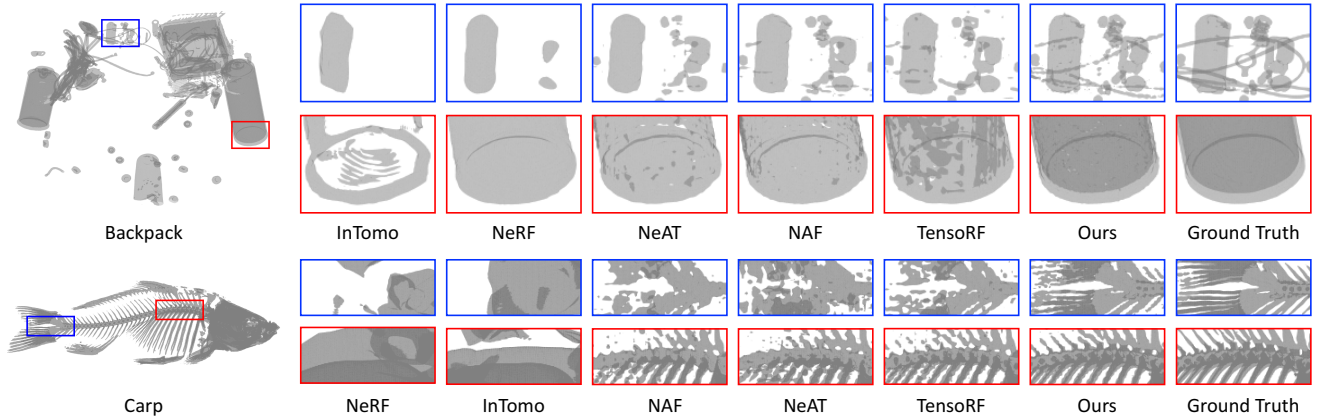 Backpack InTomo NeRF NeAT NAF TensoRF Ours Ground Truth
Carp NeRF InTomo NAF NeAT TensoRF Ours Ground Truth